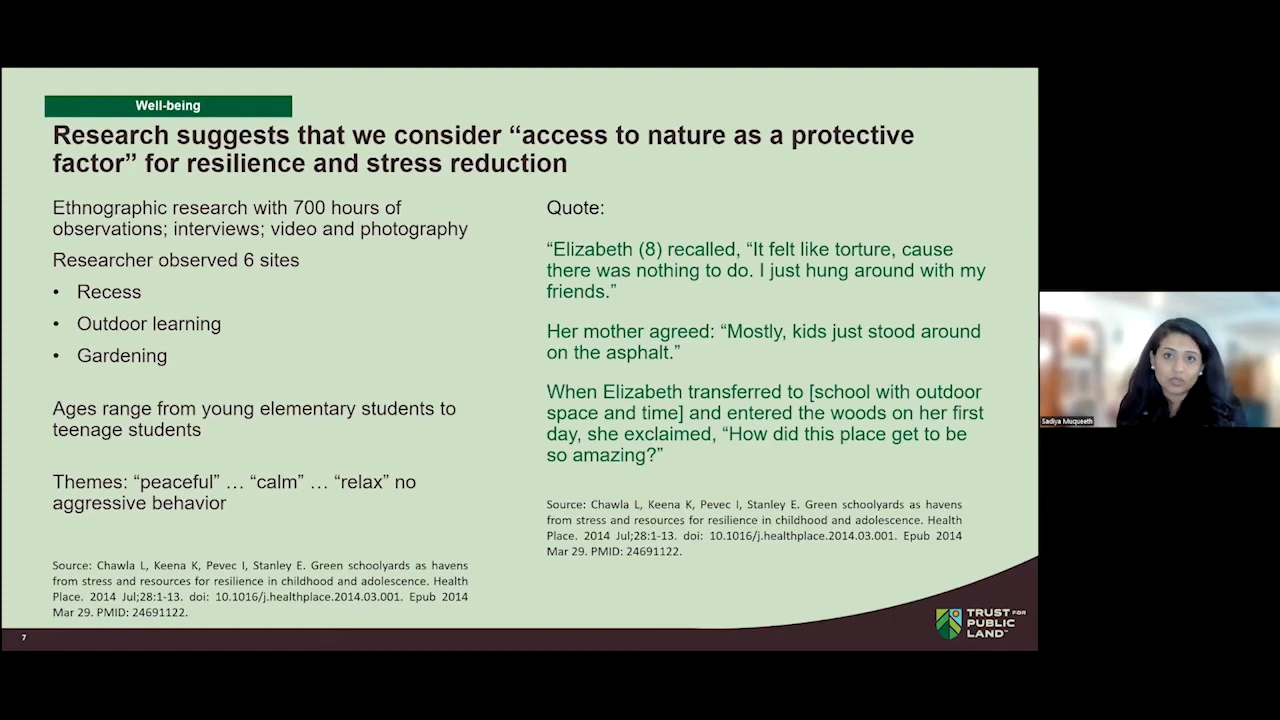 Well-being
Research suggests that we consider “access to nature as a protective
factor” for resilience and stress reduction
Ethnographic research with 700 hours of
observations; interviews; video and photography
Researcher observed 6 sites
• Recess
• Outdoor learning
• Gardening
Ages range from young elementary students to
teenage students
Themes: “peaceful” … “calm” … “relax” no
aggressive behavior
Source: Chawla L, Keena K, Pevec I, Stanley E. Green schoolyards as havens
from stress and resources for resilience in childhood and adolescence. Health
Place. 2014 Jul;28:1-13. doi: 10.1016/j.healthplace.2014.03.001. Epub 2014
Mar 29. PMID: 24691122.
Quote:
“Elizabeth (8) recalled, “It felt like torture, cause
there was nothing to do. I just hung around with my
friends.”
Her mother agreed: “Mostly, kids just stood around
on the asphalt.”
When Elizabeth transferred to [school with outdoor
space and time] and entered the woods on her first
day, she exclaimed, “How did this place get to be
so amazing?”
Source: Chawla L, Keena K, Pevec I, Stanley E. Green schoolyards as havens
from stress and resources for resilience in childhood and adolescence. Health
Place. 2014 Jul;28:1-13. doi: 10.1016/j.healthplace.2014.03.001. Epub 2014
Mar 29. PMID: 24691122.
7
TRUST FOR
PUBLIC
LAND™
Sadiya Muqueeth